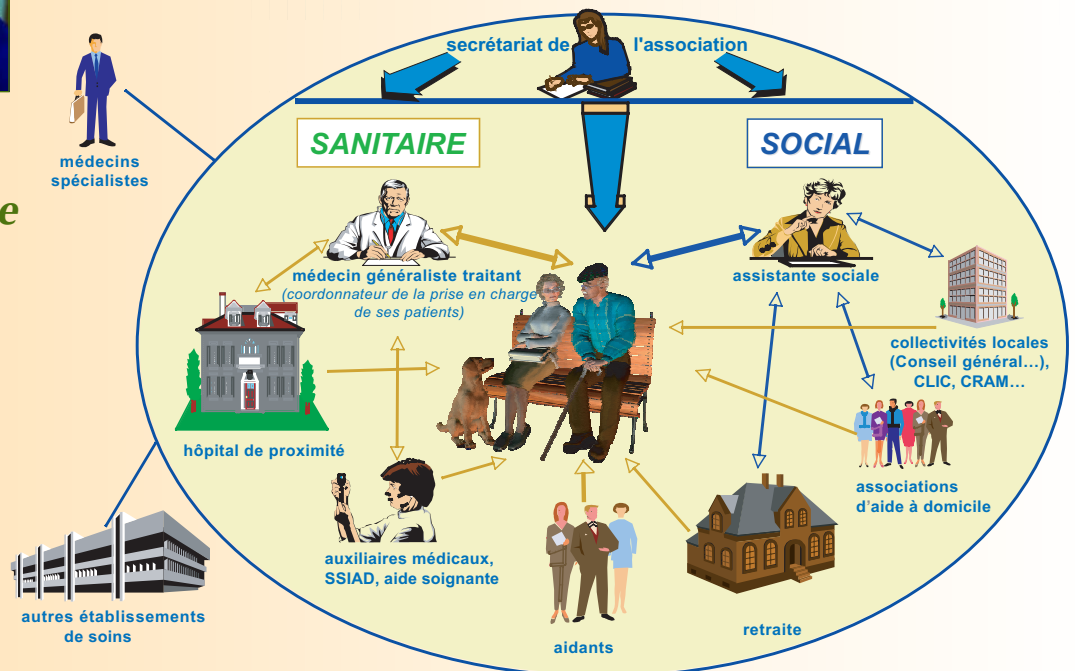 secrétariat de l'association
SANITAIRE
SOCIAL
médecins
spécialistes
e
médecin généraliste traitant
(coordonnateur de la prise en charge
de ses patients)
assistante sociale
collectivités locales
(Conseil général…),
CLIC, CRAM…
hôpital de proximité
associations
d'aide à domicile
auxiliaires médicaux,
SSIAD, aide soignante
autres établissements
de soins
aidants
retraite